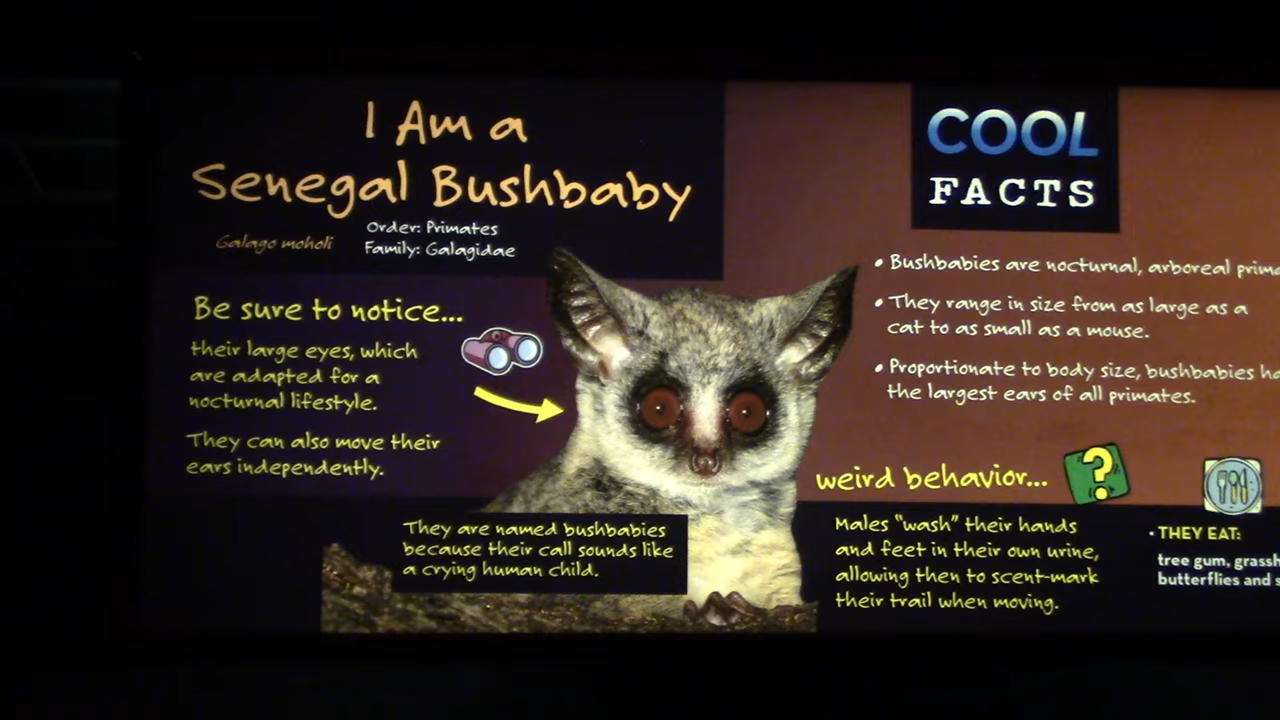 I Am a
Senegal Bushbaby
Galago moholi
Order: Primates
Family: Galagidae
Be sure to notice...
their large eyes, which
are adapted for a
nocturnal lifestyle.
They can also move their
ears independently.
They are named bushbabies
because their call sounds like
a crying human child.
COOL
FACTS
• Bushbabies are nocturnal, arboreal
• They range in size from as large as a
cat to as small as a mouse.
• Proportionate to body size, bushbabies
the largest ears of all primates.
weird behavior...
?
Males "wash" their hands
and feet in their own urine,
allowing then to scent-mark
their trail when moving.
• THEY EAT:
tree gum,
butterflies and